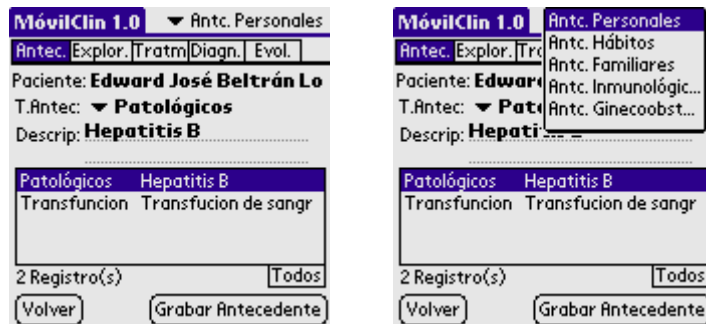 MóvilClin 1.0 Antc. Personales
Antec. Explor. Tratm Diagn. Evol.
Paciente: Edward José Beltrán Lo
T.Antec: Patológicos
Descrip: Hepatitis B
Patológicos Hepatitis B
Transfuncion Transfucion de sangr
2 Registro(s) Todos
Volver Grabar Antecedente
MóvilClin 1.0 Antc. Personales
Antc. Hábitos
Antc. Familiares
Antc. Inmunológic...
Antc. Ginecoobst...
Antec. Explor.
Paciente:
T.Antec:
Descrip:
Patológicos Hepatitis B
Transfuncion Transfucion de sangr
2 Registro(s) Todos
Volver Grabar Antecedente